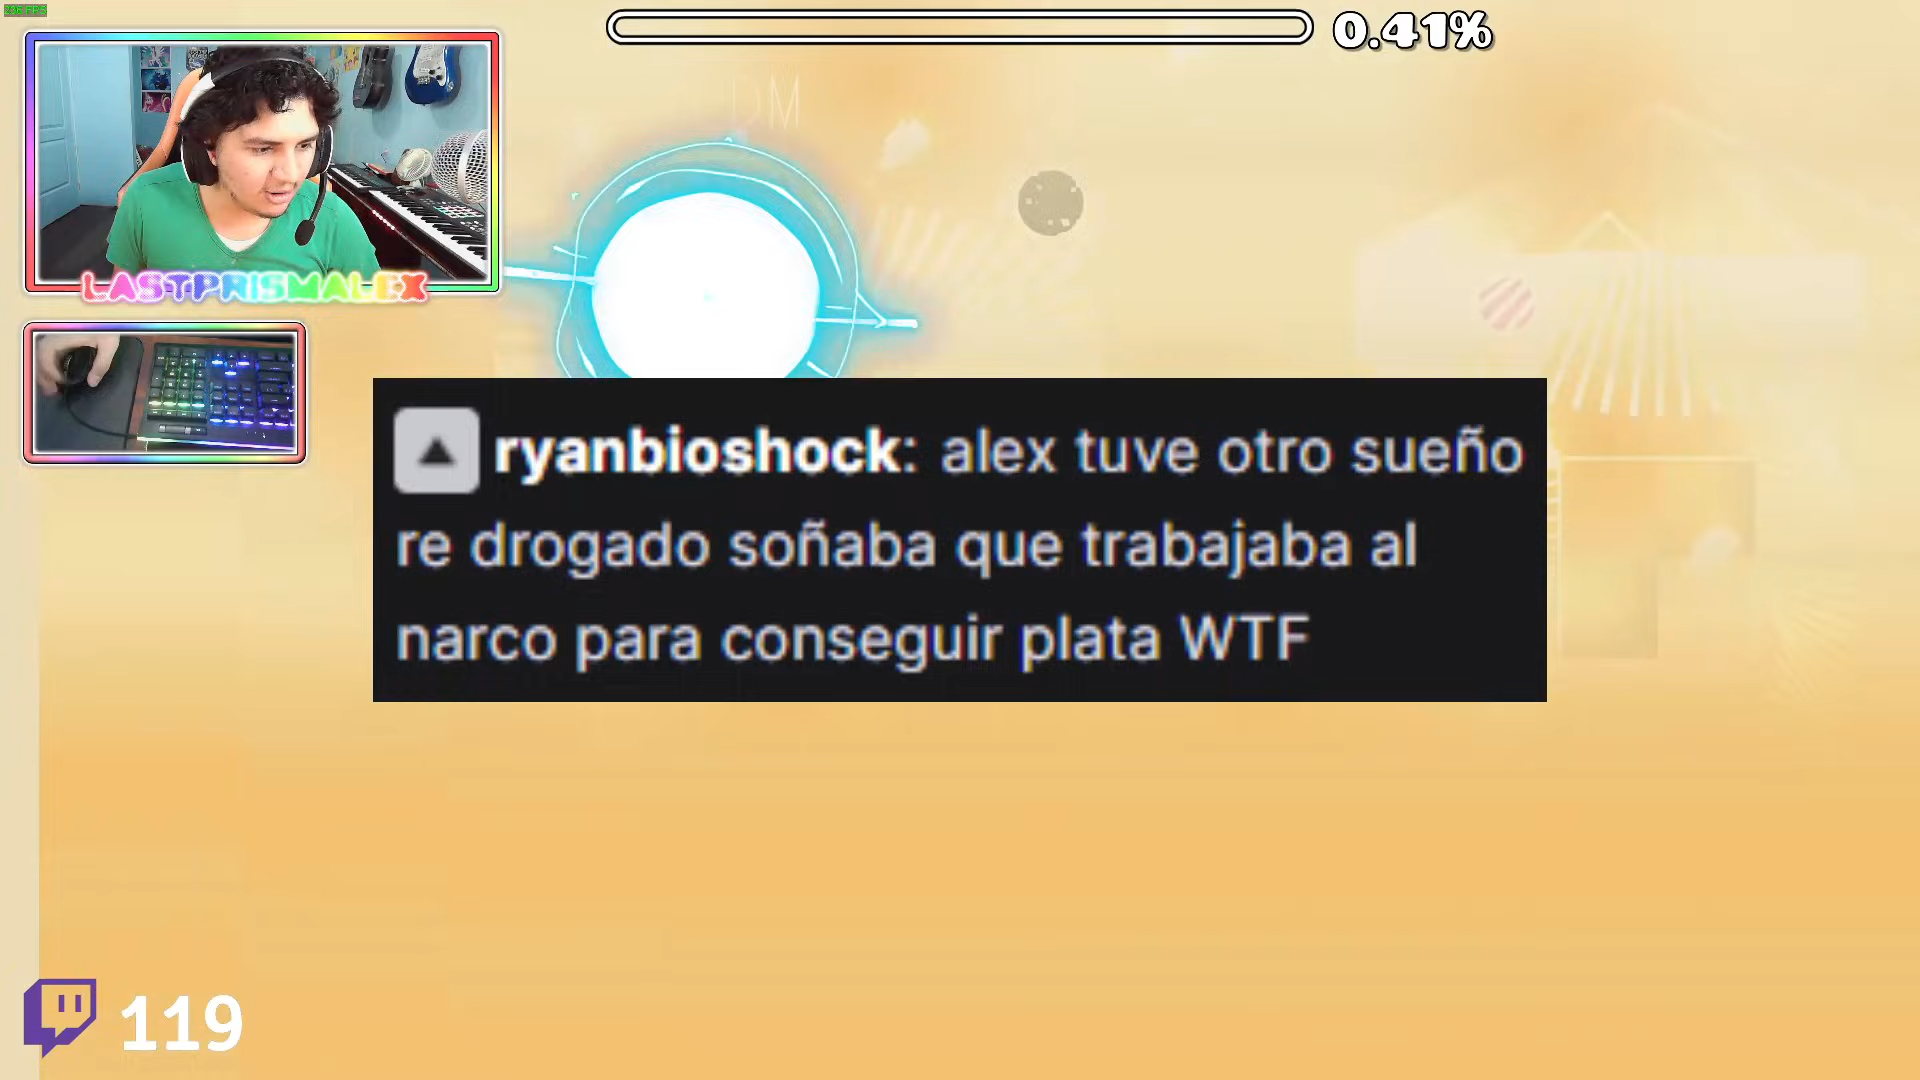 0.41%
DM
LASTPRISMALEX
ryanbioshock: alex tuve otro sueño
re drogado soñaba que trabajaba al
narco para conseguir plata WTF
119